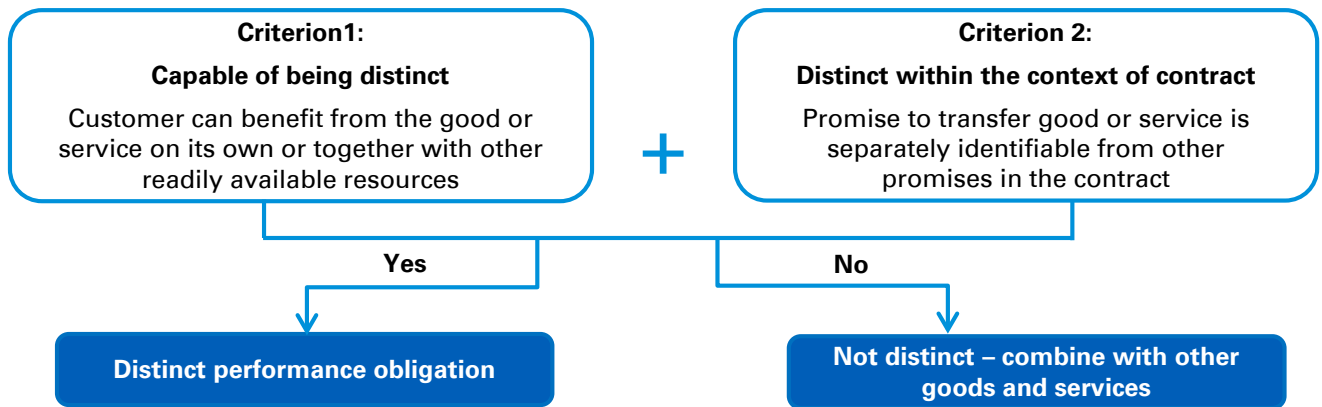 Criterion1:
Capable of being distinct
Customer can benefit from the good or
service on its own or together with other
readily available resources
+
Criterion 2:
Distinct within the context of contract
Promise to transfer good or service is
separately identifiable from other
promises in the contract
Yes
No
Distinct performance obligation
Not distinct – combine with other
goods and services